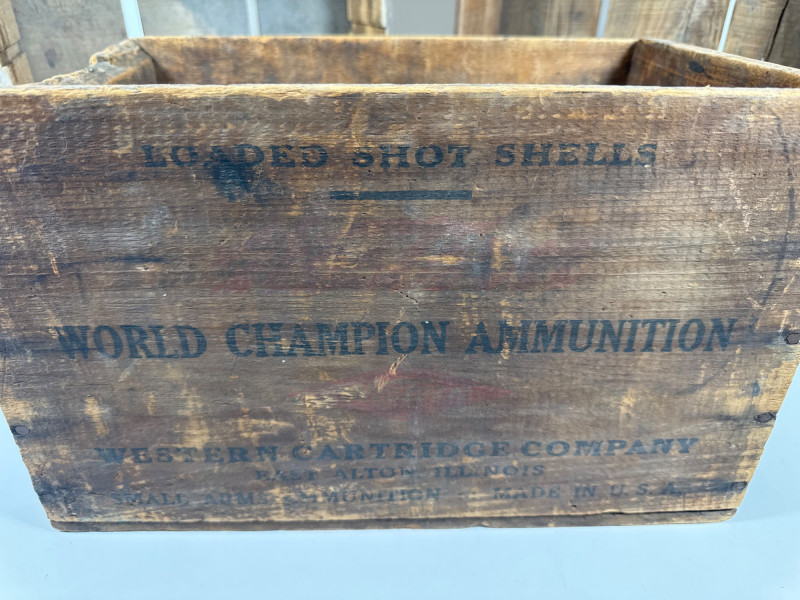 LOADED SHOT SHELLS
WORLD CHAMPION AMMUNITION
WESTERN CARTRIDGE COMPANY
EAST ALTON, ILLINOIS
SMALL ARMS AMMUNITION MADE IN U.S.A.